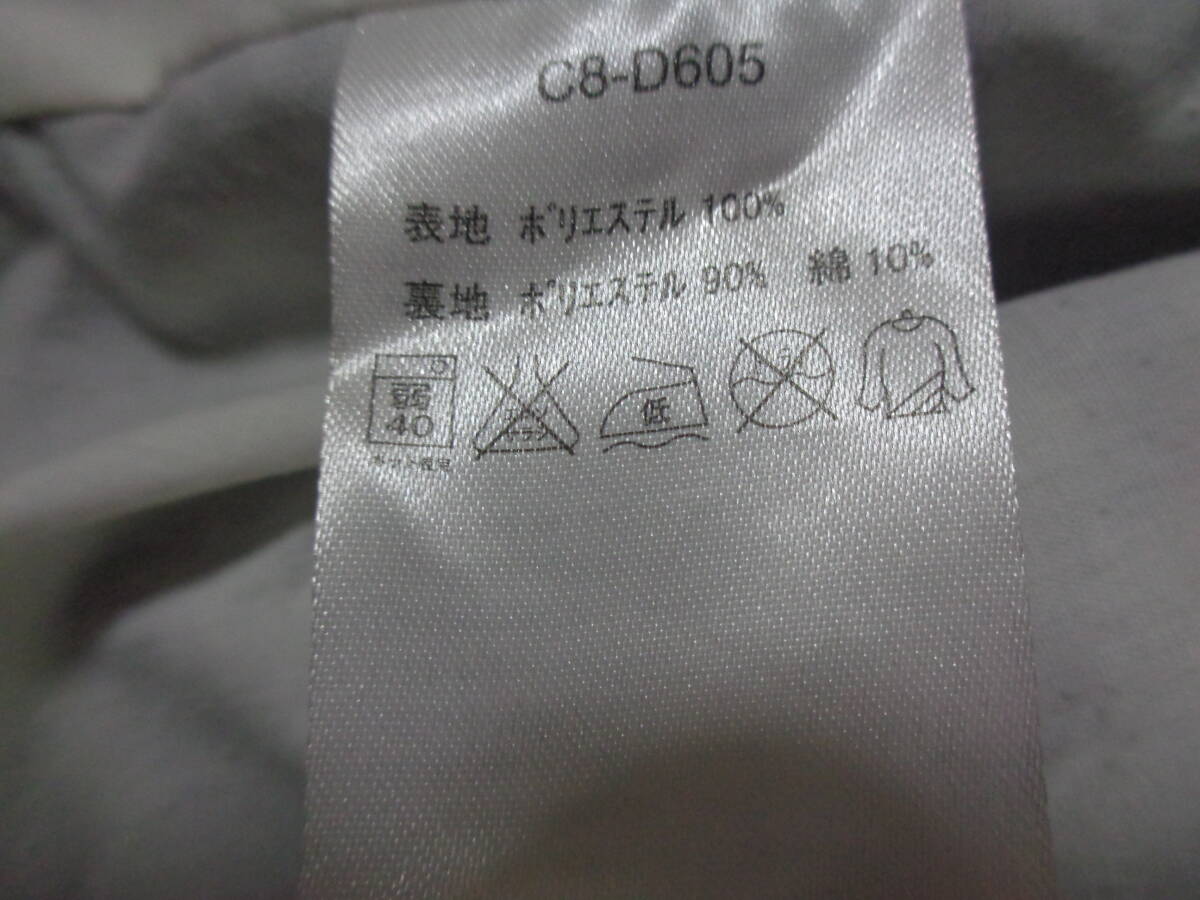 C8-D605
表地 ポリエステル 100%
裏地 ポリエステル 90% 綿 10%
弱 低
40